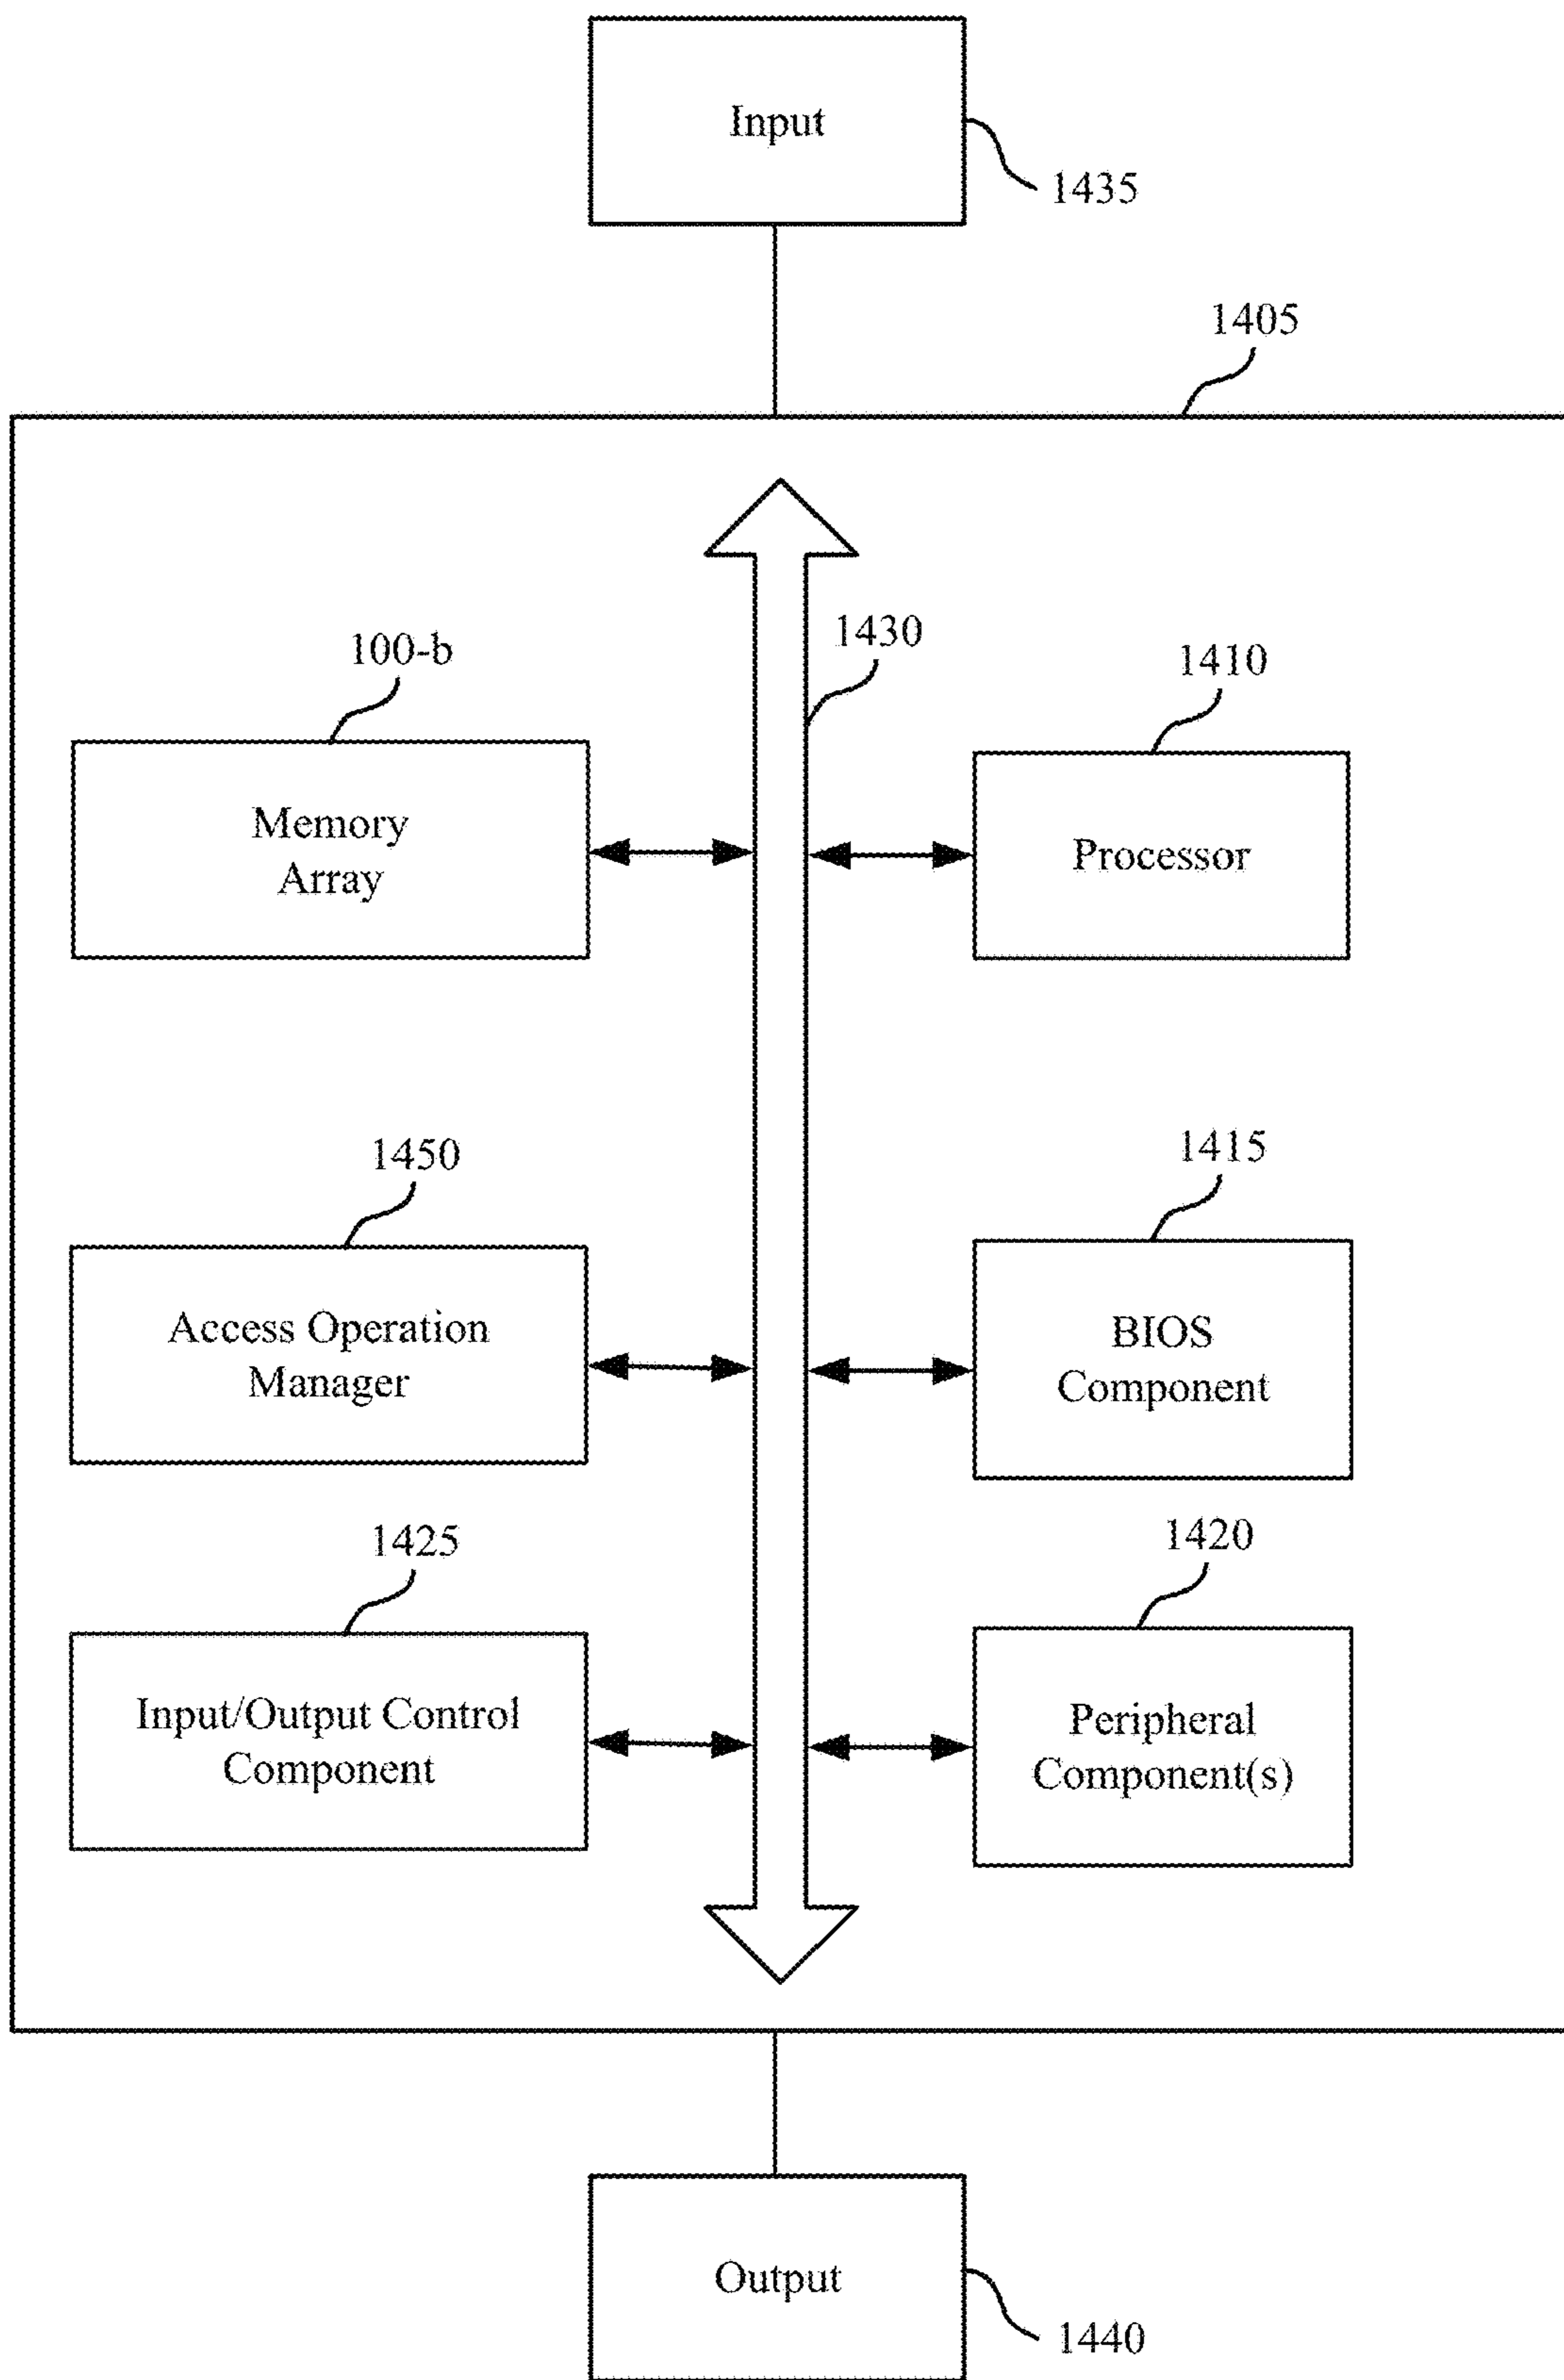 Input
1435
1405
1430
100-b
1410
Memory
Array
Processor
1450
1415
Access Operation
Manager
BIOS
Component
1425
1420
Input/Output Control
Component
Peripheral
Component(s)
Output
1440